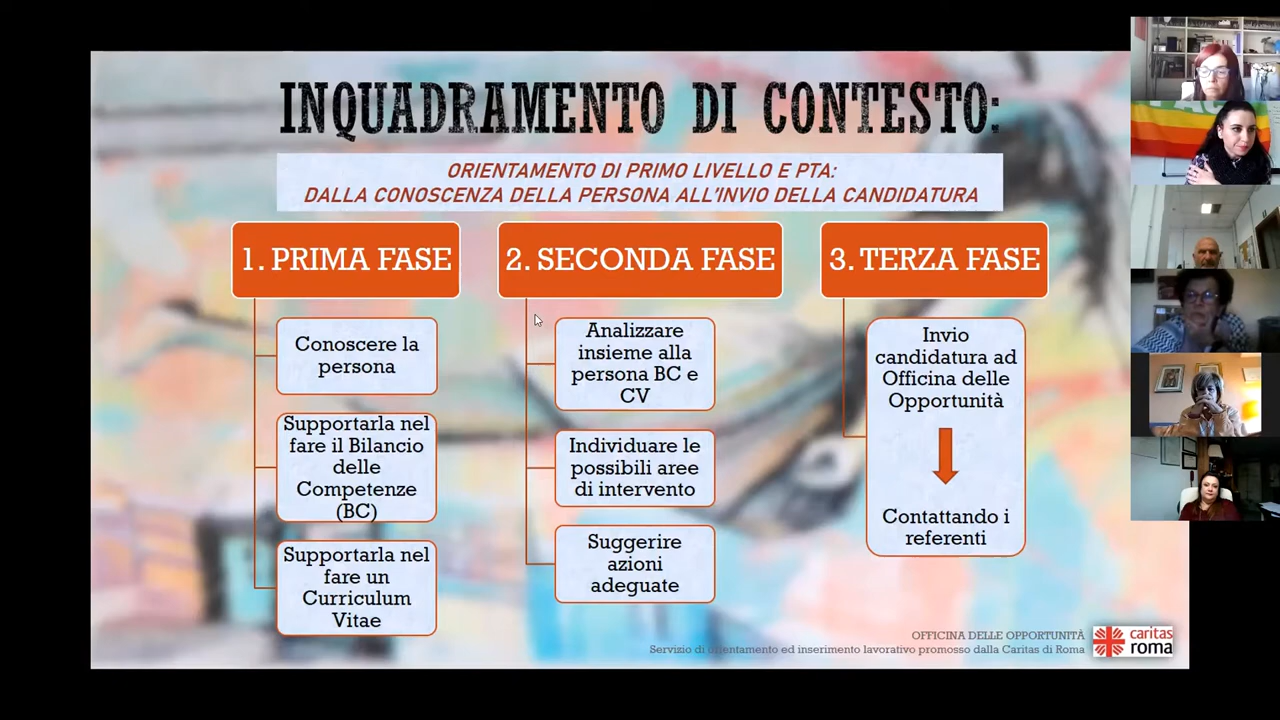 INQUADRAMENTO DI CONTESTO:
ORIENTAMENTO DI PRIMO LIVELLO E PTA:
DALLA CONOSCENZA DELLA PERSONA ALL'INVIO DELLA CANDIDATURA
1. PRIMA FASE
Conoscere la
persona
Supportarla nel
fare il Bilancio
delle
Competenze
(BC)
Supportarla nel
fare un
Curriculum
Vitae
2. SECONDA FASE
Analizzare
insieme alla
persona BC e
CV
Individuare le
possibili aree
di intervento
Suggerire
azioni
adeguate
3. TERZA FASE
Invio
candidatura ad
Officina delle
Opportunità
Contattando i
referenti
OFFICINA DELLE OPPORTUNITÀ
Servizio di orientamento ed inserimento lavorativo promosso dalla Caritas di Roma
caritas
roma